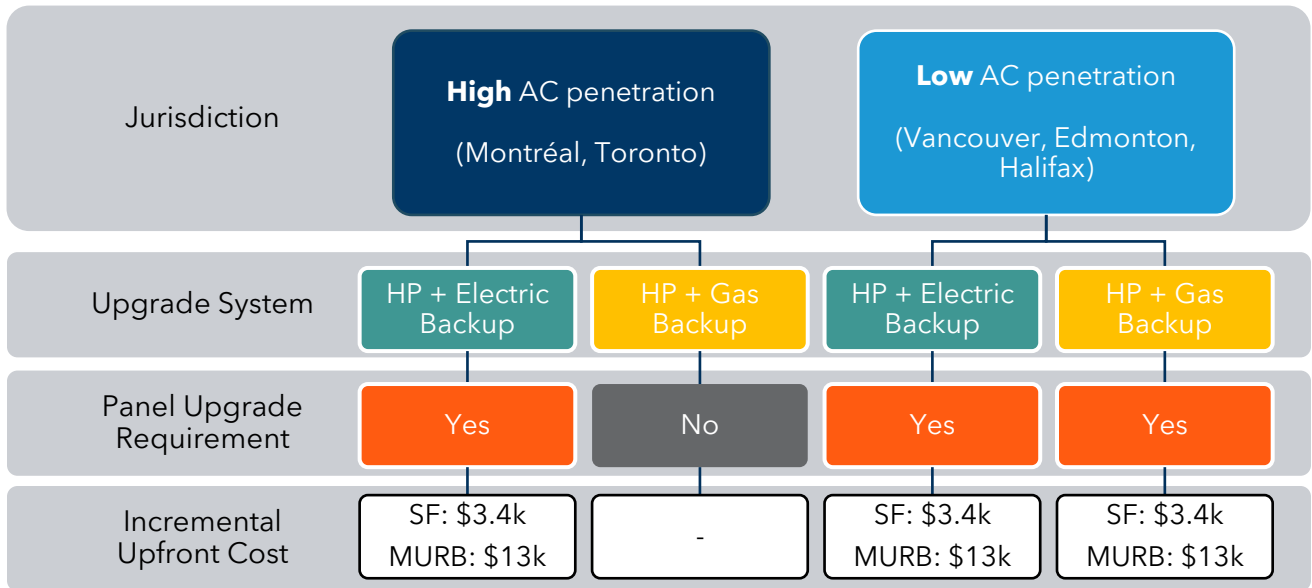 Jurisdiction
High AC penetration
(Montréal, Toronto)
Low AC penetration
(Vancouver, Edmonton,
Halifax)
Upgrade System
HP + Electric
Backup
HP + Gas
Backup
HP + Electric
Backup
HP + Gas
Backup
Panel Upgrade
Requirement
Yes
No
Yes
Yes
Incremental
Upfront Cost
SF: $3.4k
MURB: $13k
-
SF: $3.4k
MURB: $13k
SF: $3.4k
MURB: $13k